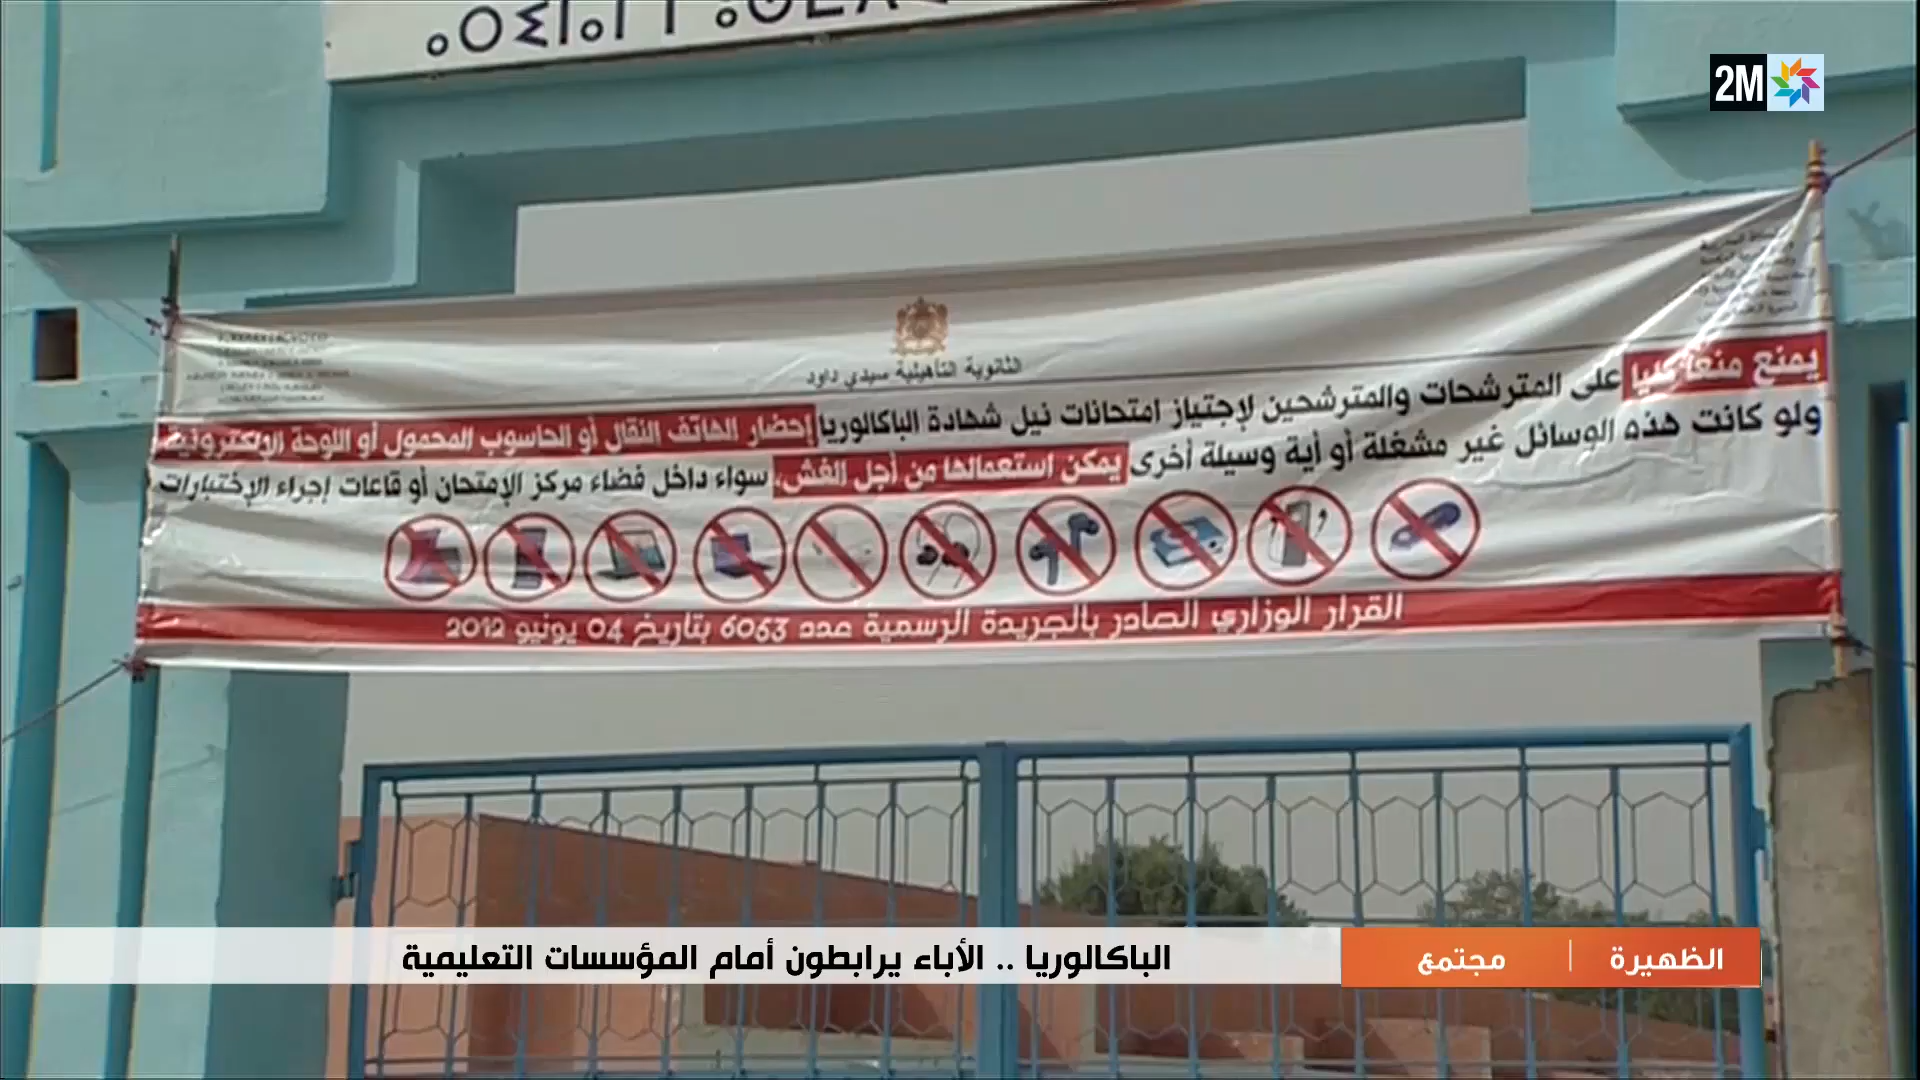 2M
الثانوية التأهيلية سيدي داود
يمنع منعا كليا على المترشحات والمترشحين لإجتياز امتحانات نيل شهادة الباكالوريا إحضار الهاتف النقال أو الحاسوب المحمول أو اللوحة الإلكترونية
ولو كانت هذه الوسائل غير مشغلة أو أية وسيلة أخرى يمكن استعمالها من أجل الغش، سواء داخل فضاء مركز الإمتحان أو قاعات إجراء الإختبارات
القرار الوزاري الصادر بالجريدة الرسمية عدد 6063 بتاريخ 04 يونيو 2012
الظهيرة | مجتمع
الباكالوريا .. الأباء يرابطون أمام المؤسسات التعليمية